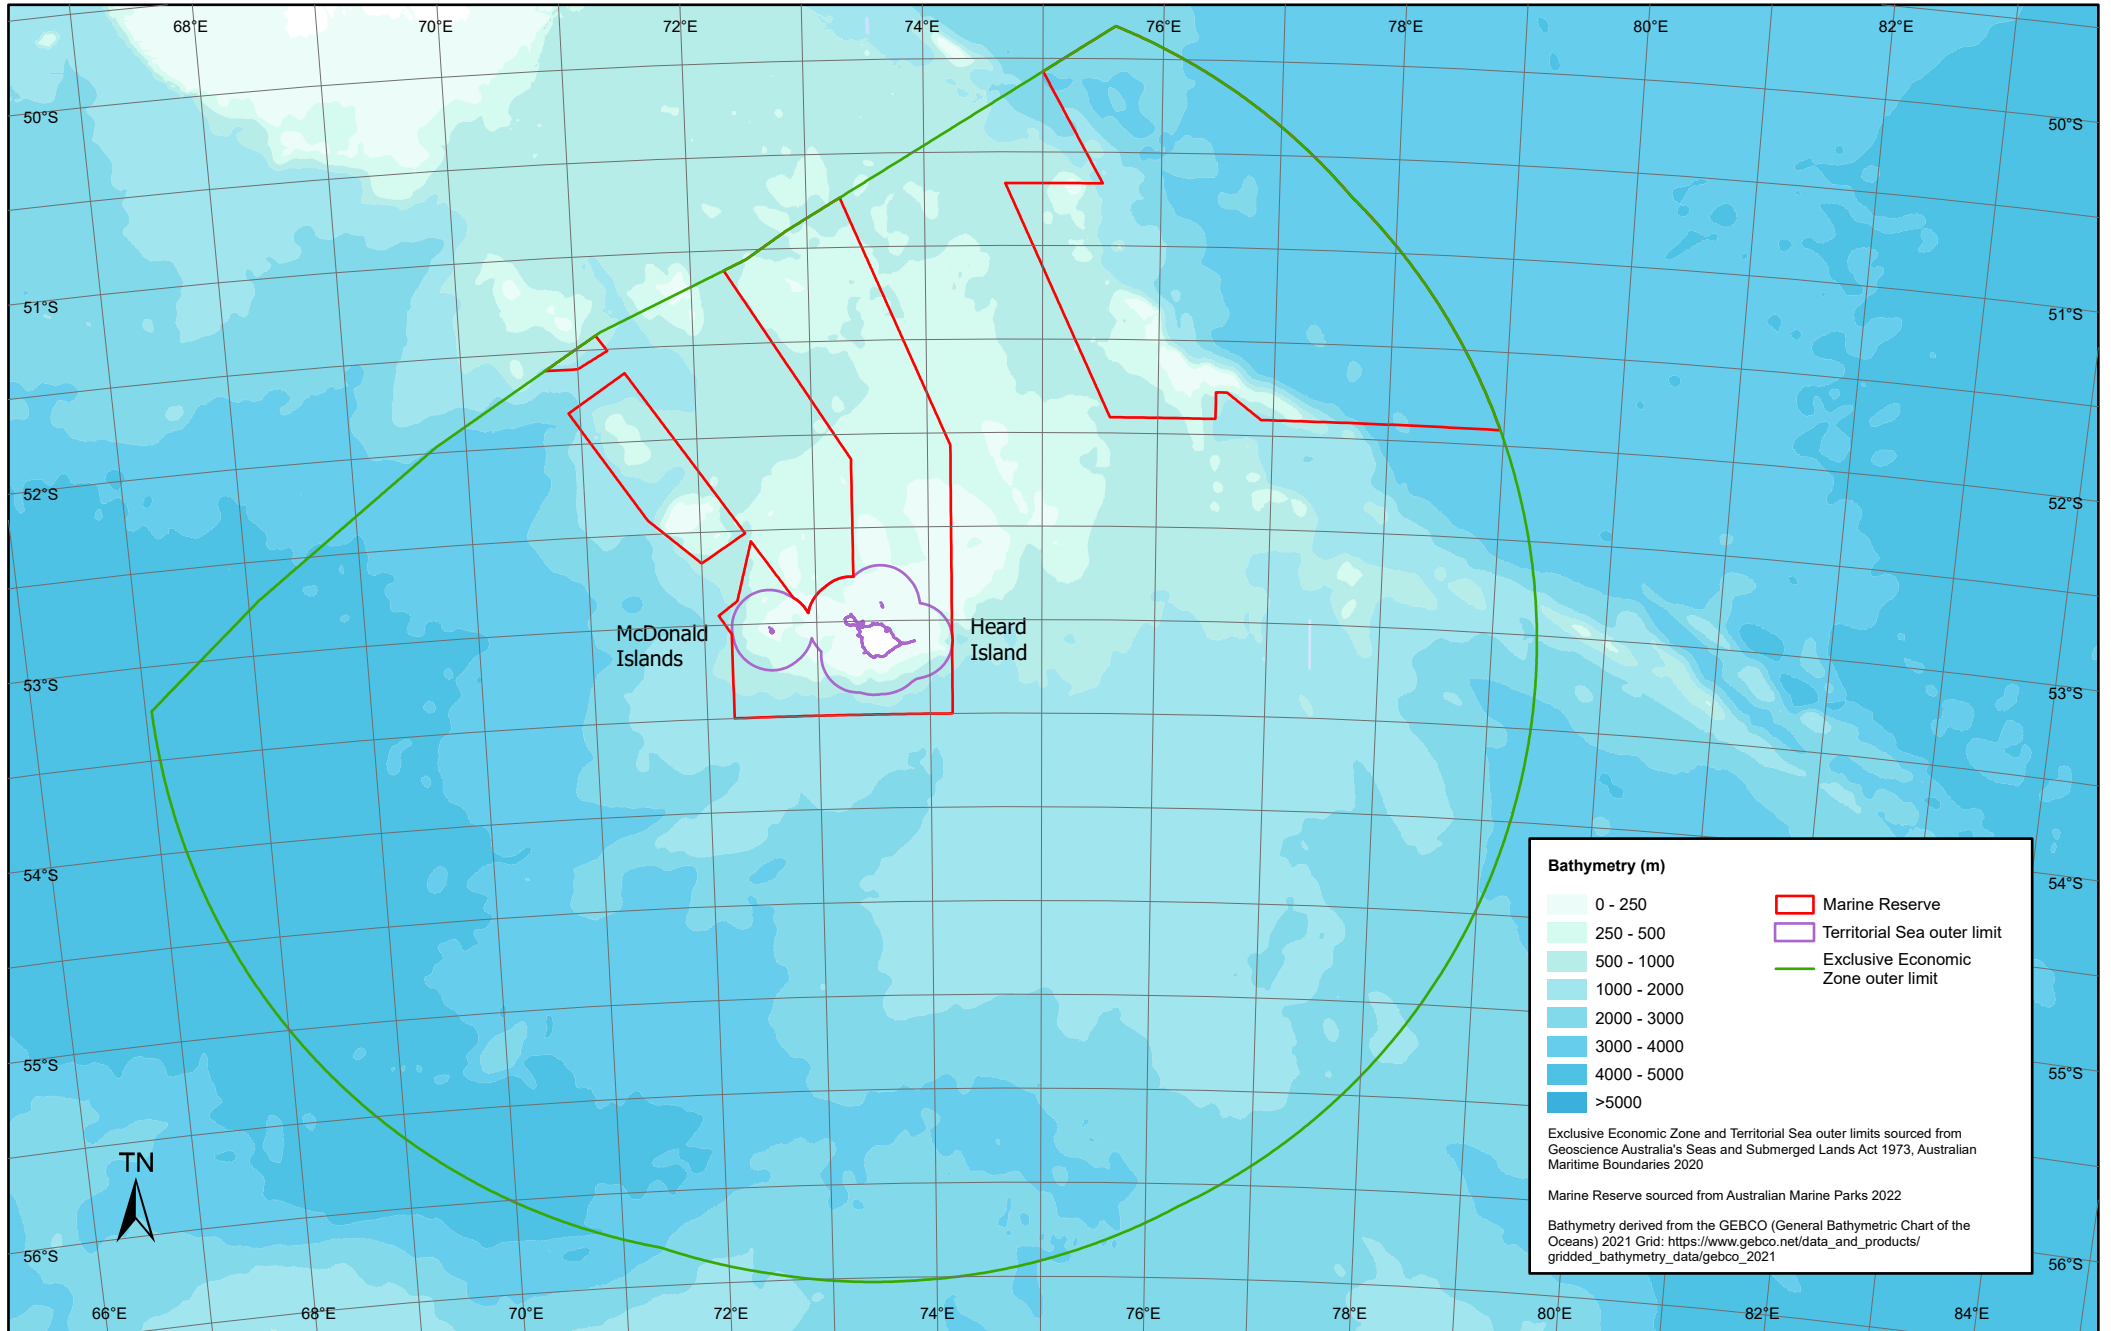 68°E 70°E 72°E 74°E 76°E 78°E 80°E 82°E
50°S 50°S
51°S 51°S
52°S 52°S
McDonald
Islands
Heard
Island
53°S 53°S
54°S 54°S
55°S 55°S
56°S 56°S
TN
66°E 68°E 70°E 72°E 74°E 76°E 78°E 80°E 82°E 84°E
Bathymetry (m)
0 - 250
250 - 500
500 - 1000
1000 - 2000
2000 - 3000
3000 - 4000
4000 - 5000
>5000
Marine Reserve
Territorial Sea outer limit
Exclusive Economic
Zone outer limit
Exclusive Economic Zone and Territorial Sea outer limits sourced from
Geoscience Australia's Seas and Submerged Lands Act 1973, Australian
Maritime Boundaries 2020
Marine Reserve sourced from Australian Marine Parks 2022
Bathymetry derived from the GEBCO (General Bathymetric Chart of the
Oceans) 2021 Grid: https://www.gebco.net/data_and_products/
gridded_bathymetry_data/gebco_2021